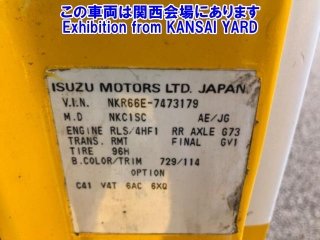 この車両は関西会場にあります
Exhibition from KANSAI YARD
ISUZU MOTORS LTD. JAPAN.
V.I.N. NKR66E-7473179
M.D NKC1SC AE/JG
ENGINE RLS/4HF1 RR AXLE G73
TRANS. RMT FINAL GV1
TIRE 96H
B.COLOR/TRIM 729/114
OPTION
C41 V4T 6AC 6XQ